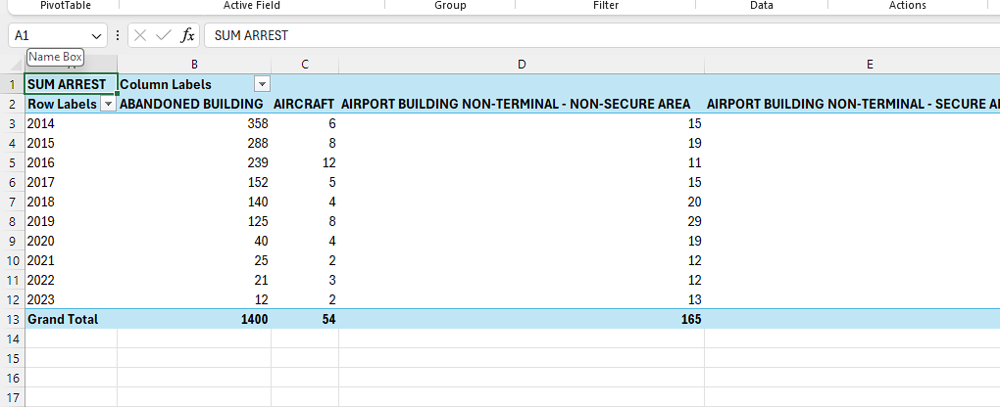 PivotTable Active Field Group Filter Data Actions
A1 fx SUM ARREST
Name Box
A B C D E
1 SUM ARREST Column Labels
2 Row Labels ABANDONED BUILDING AIRCRAFT AIRPORT BUILDING NON-TERMINAL - NON-SECURE AREA AIRPORT BUILDING NON-TERMINAL - SECURE A
3 2014 358 6 15
4 2015 288 8 19
5 2016 239 12 11
6 2017 152 5 15
7 2018 140 4 20
8 2019 125 8 29
9 2020 40 4 19
10 2021 25 2 12
11 2022 21 3 12
12 2023 12 2 13
13 Grand Total 1400 54 165
14
15
16
17